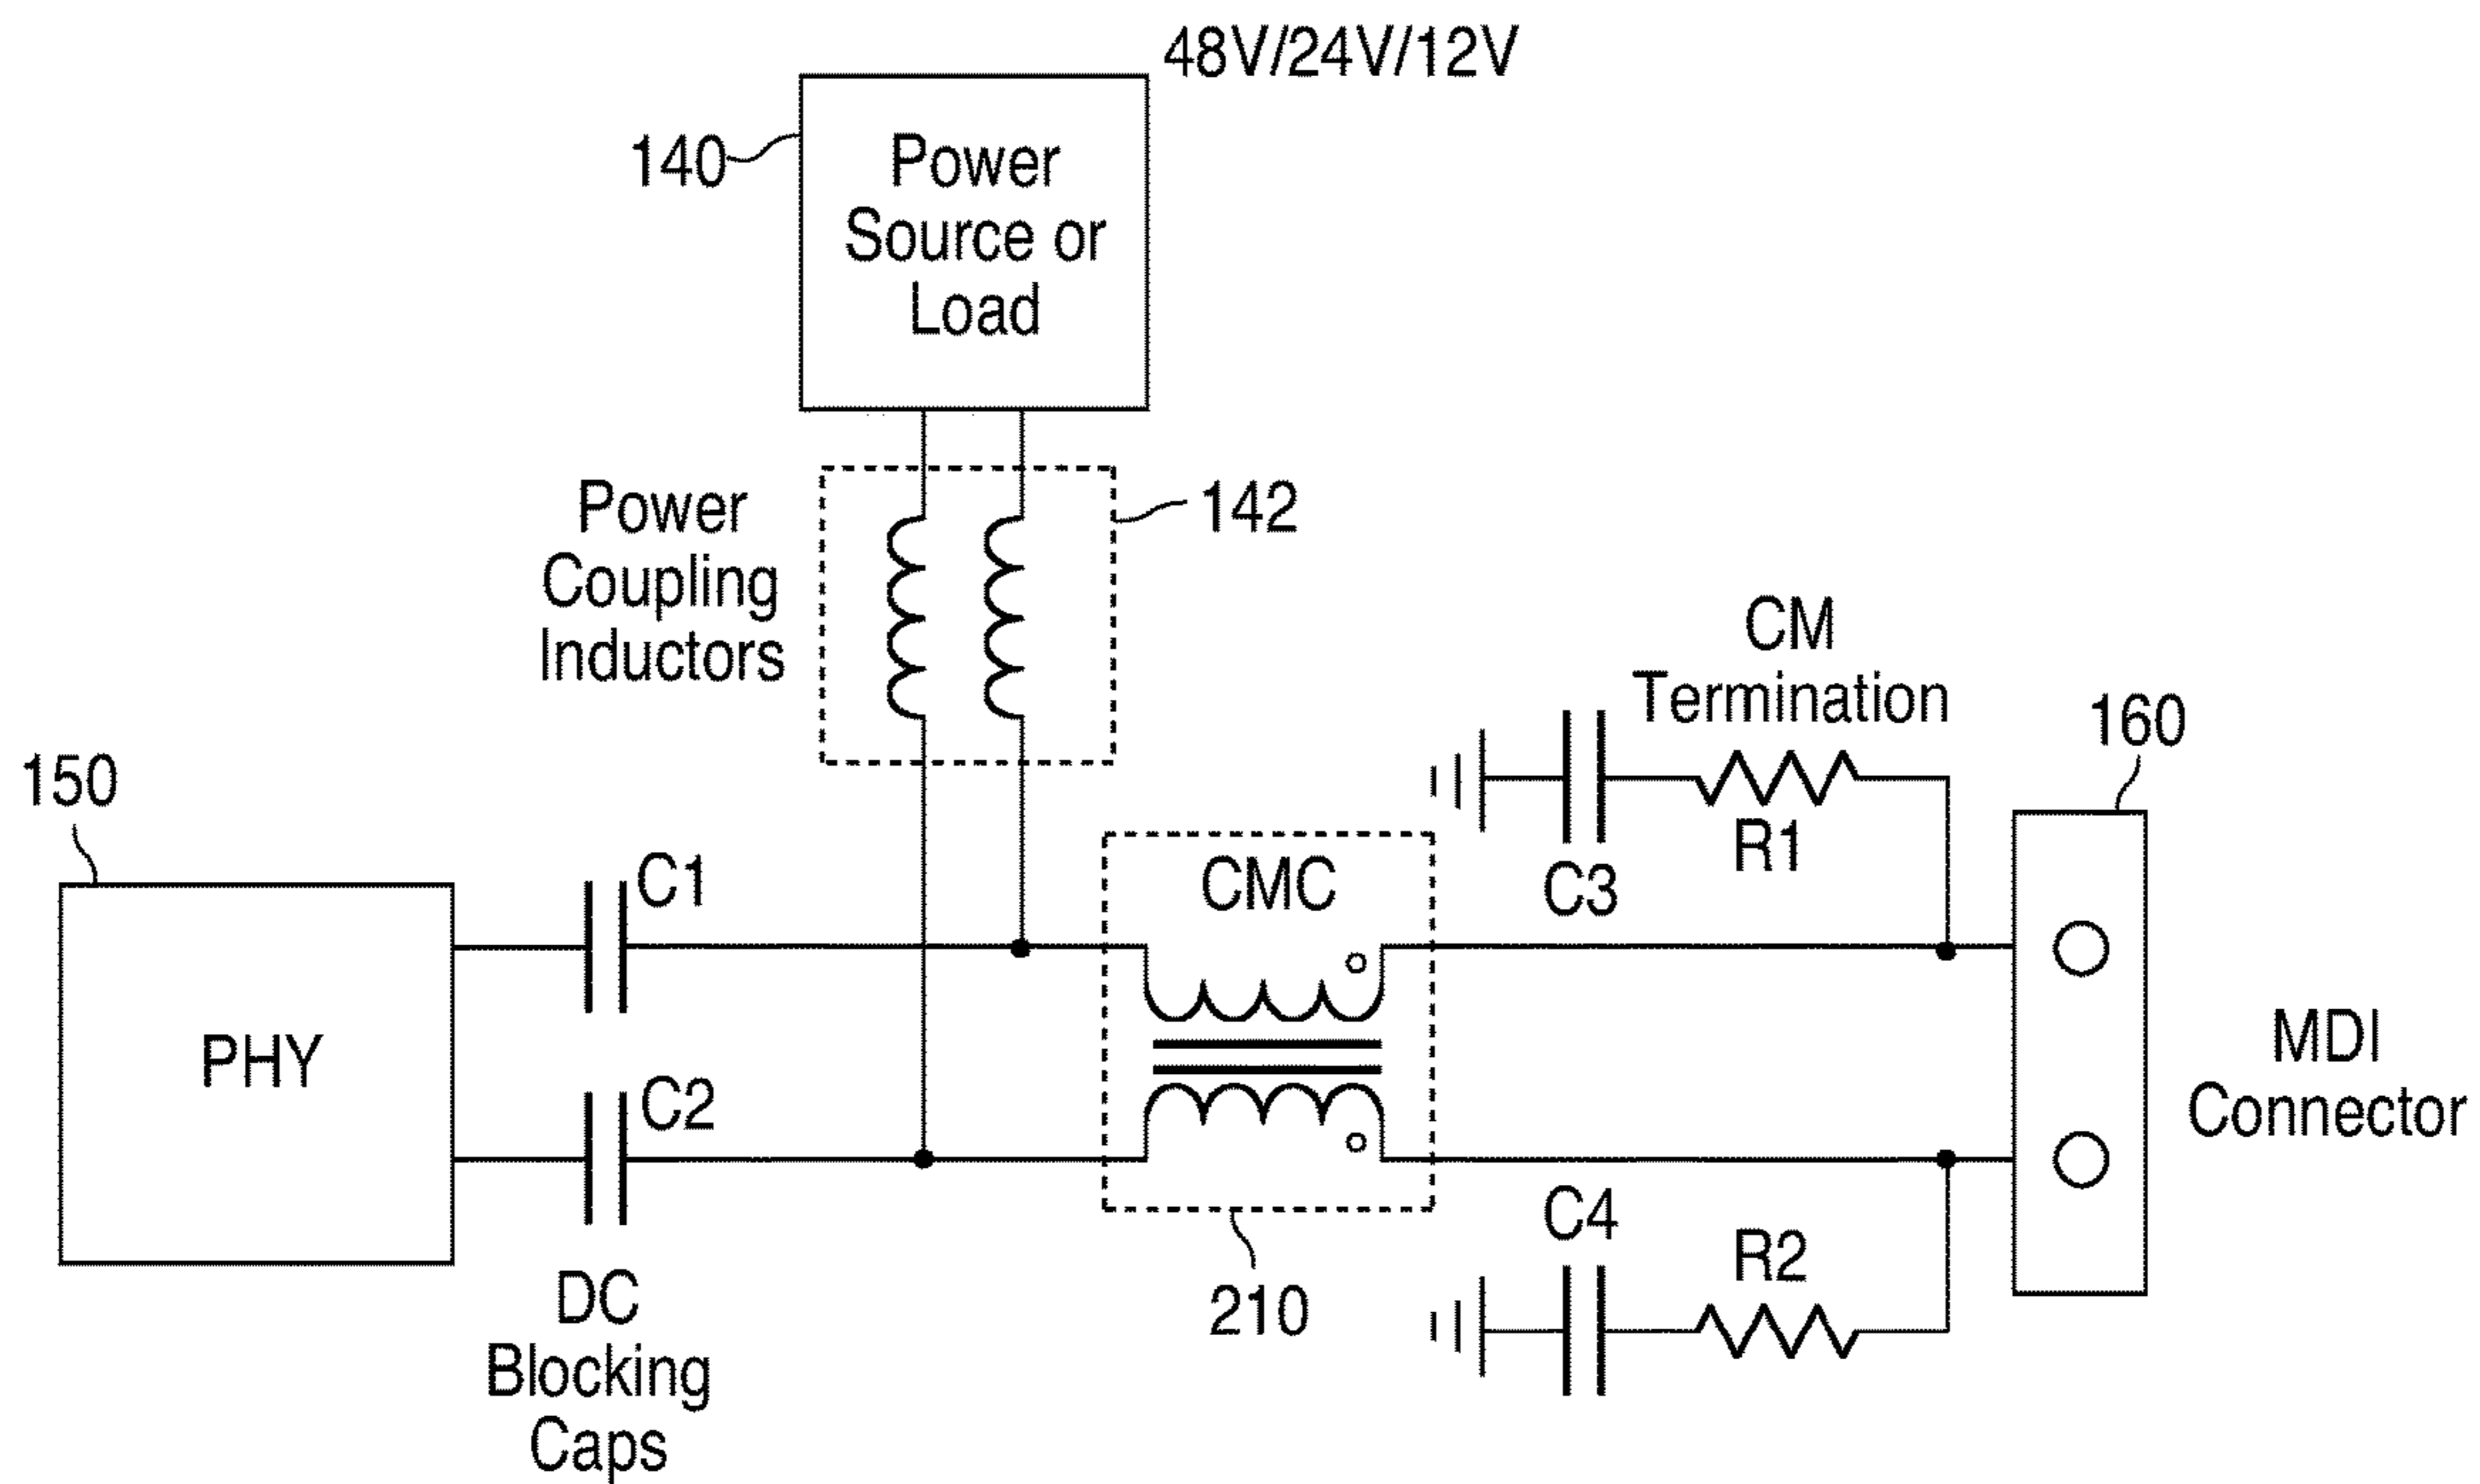 48V/24V/12V
140
Power
Source or
Load
Power
Coupling
Inductors
142
CM
Termination
160
150
C1
CMC
C3
R1
PHY
C2
MDI
Connector
C4
R2
210
DC
Blocking
Caps